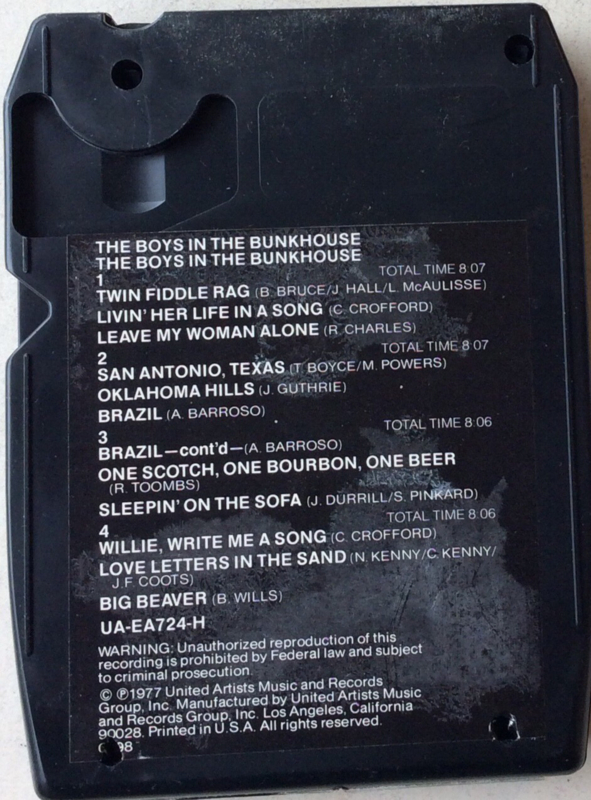 THE BOYS IN THE BUNKHOUSE
THE BOYS IN THE BUNKHOUSE
1 TOTAL TIME 8:07
TWIN FIDDLE RAG (B. BRUCE/J. HALL/L. McAULISSE)
LIVIN' HER LIFE IN A SONG (C. CROFFORD)
LEAVE MY WOMAN ALONE (R. CHARLES)
2 TOTAL TIME 8:07
SAN ANTONIO, TEXAS (T. BOYCE/M. POWERS)
OKLAHOMA HILLS (J. GUTHRIE)
BRAZIL (A. BARROSO)
3 TOTAL TIME 8:06
BRAZIL—cont'd—(A. BARROSO)
ONE SCOTCH, ONE BOURBON, ONE BEER
(R. TOOMBS)
SLEEPIN' ON THE SOFA (J. DURRILL/S. PINKARD)
4 TOTAL TIME 8:06
WILLIE, WRITE ME A SONG (C. CROFFORD)
LOVE LETTERS IN THE SAND (N. KENNY/C. KENNY/
J.F. COOTS)
BIG BEAVER (B. WILLS)
UA-EA724-H
WARNING: Unauthorized reproduction of this
recording is prohibited by Federal law and subject
to criminal prosecution.
© ℗1977 United Artists Music and Records
Group, Inc. Manufactured by United Artists Music
and Records Group, Inc. Los Angeles, California
90028. Printed in U.S.A. All rights reserved.